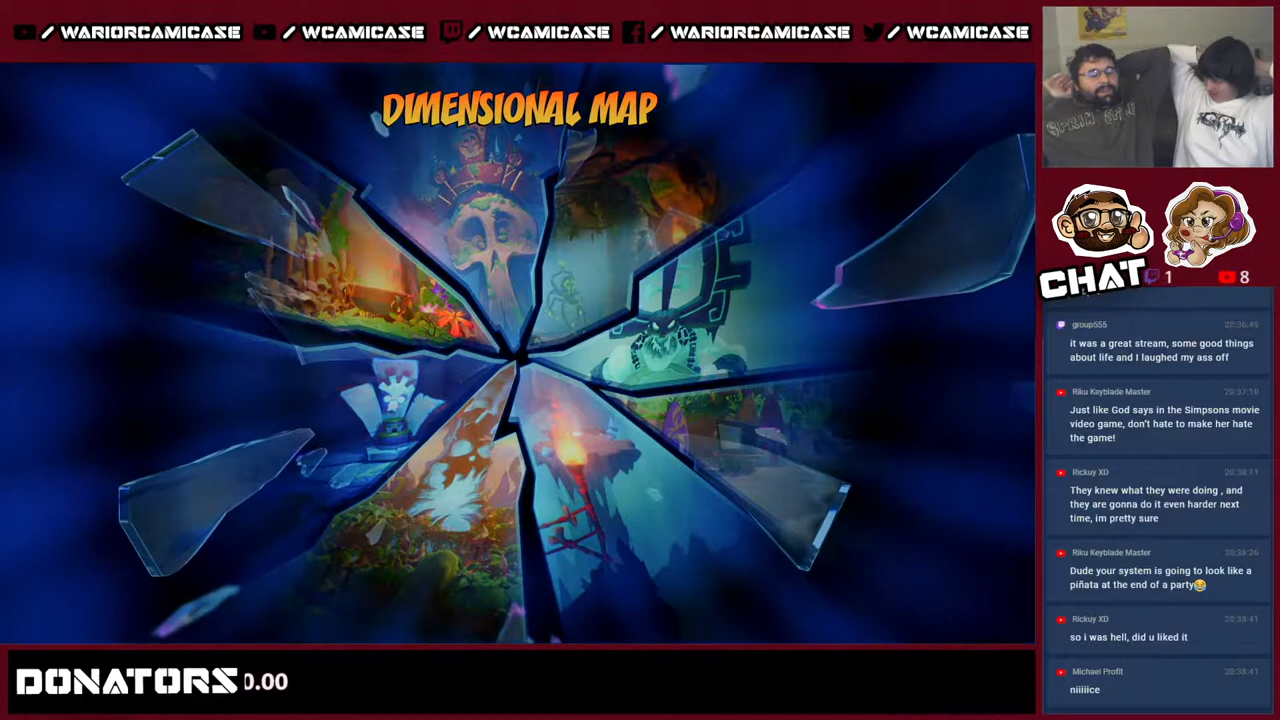 / WARIORCAMICASE / WCAMICASE / WCAMICASE / WARIORCAMICASE / WCAMICASE
DIMENSIONAL MAP
CHAT 1 8
group555 20:36:49
it was a great stream, some good things
about life and I laughed my ass off
Riku Keyblade Master 20:37:10
Just like God says in the Simpsons movie
video game, don't hate to make her hate
the game!
Rickuy XD 20:38:11
They knew what they were doing , and
they are gonna do it even harder next
time, im pretty sure
Riku Keyblade Master 20:38:26
Dude your system is going to look like a
piñata at the end of a party😂
Rickuy XD 20:38:41
so i was hell, did u liked it
Michael Profit 20:38:41
niiiiice
DONATORS 0.00